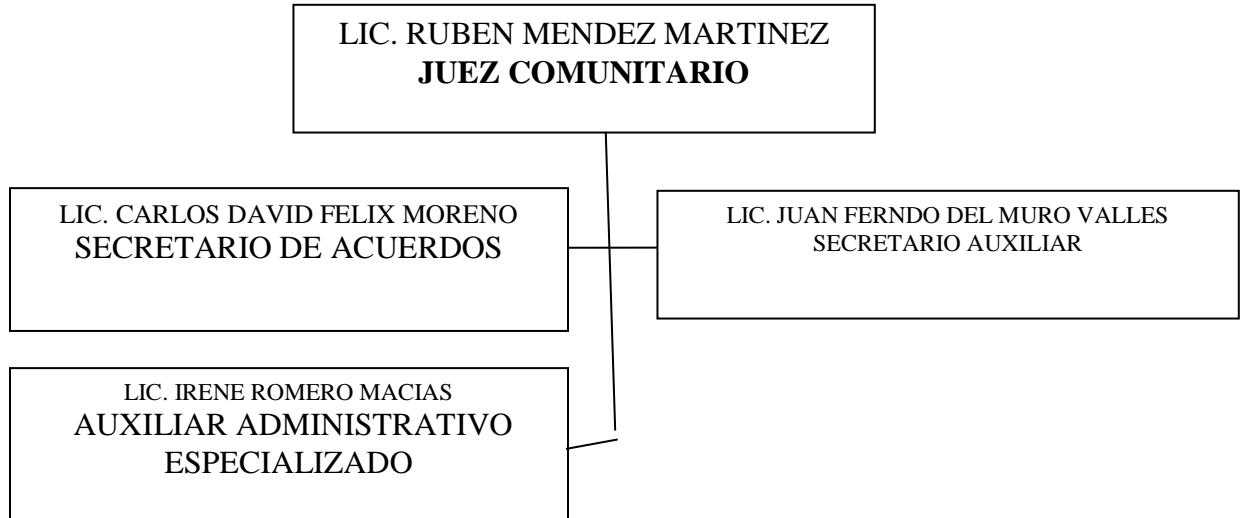 LIC. RUBEN MENDEZ MARTINEZ
JUEZ COMUNITARIO
LIC. CARLOS DAVID FELIX MORENO
SECRETARIO DE ACUERDOS
LIC. JUAN FERNDO DEL MURO VALLES
SECRETARIO AUXILIAR
LIC. IRENE ROMERO MACIAS
AUXILIAR ADMINISTRATIVO
ESPECIALIZADO